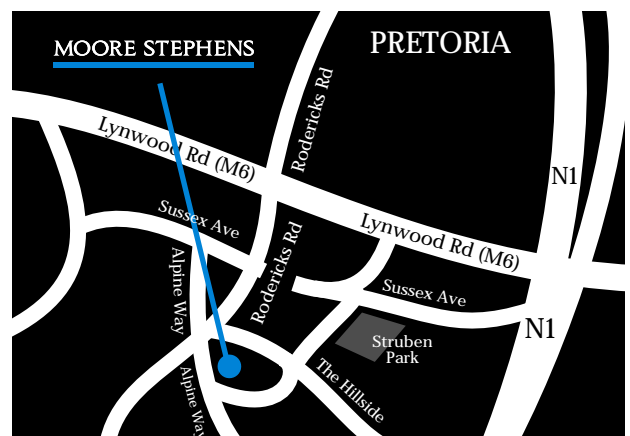 MOORE STEPHENS
PRETORIA
Rodericks Rd
Lynwood Rd (M6)
N1
Sussex Ave
Lynwood Rd (M6)
Rodericks Rd
Alpine Way
Sussex Ave
N1
Struben
Park
The Hillside
Alpine Way